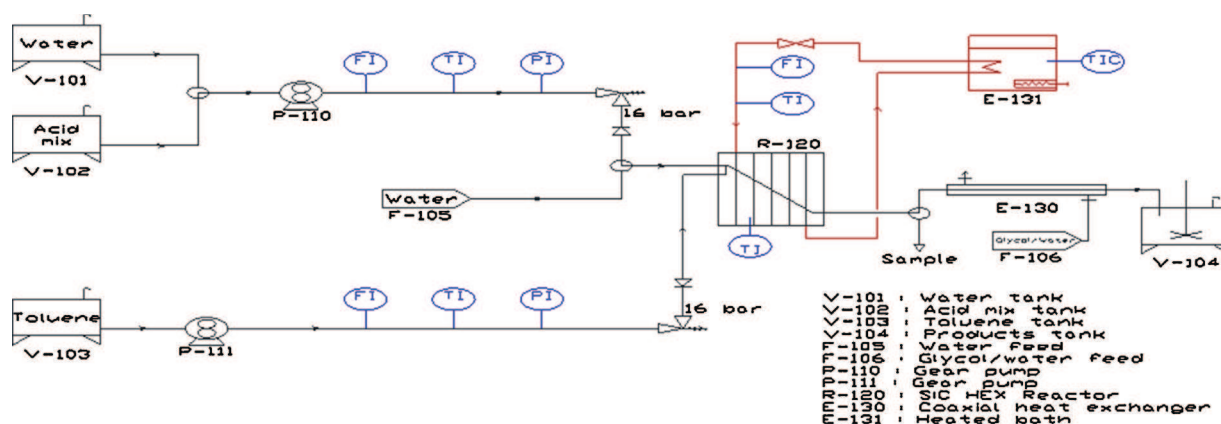 Water
V-101
Acid
mix
V-102
P-110
FI
TI
PI
16 bar
Water
F-105
Toluene
V-103
P-111
FI
TI
PI
16 bar
FI
TI
TIC
E-131
R-120
TI
Sample
E-130
Glycol/water
F-106
V-104
V-101 : Water tank
V-102 : Acid mix tank
V-103 : Toluene tank
V-104 : Products tank
F-105 : Water feed
F-106 : Glycol/water feed
P-110 : Gear pump
P-111 : Gear pump
R-120 : SiC HEX Reactor
E-130 : Coaxial heat exchanger
E-131 : Heated bath